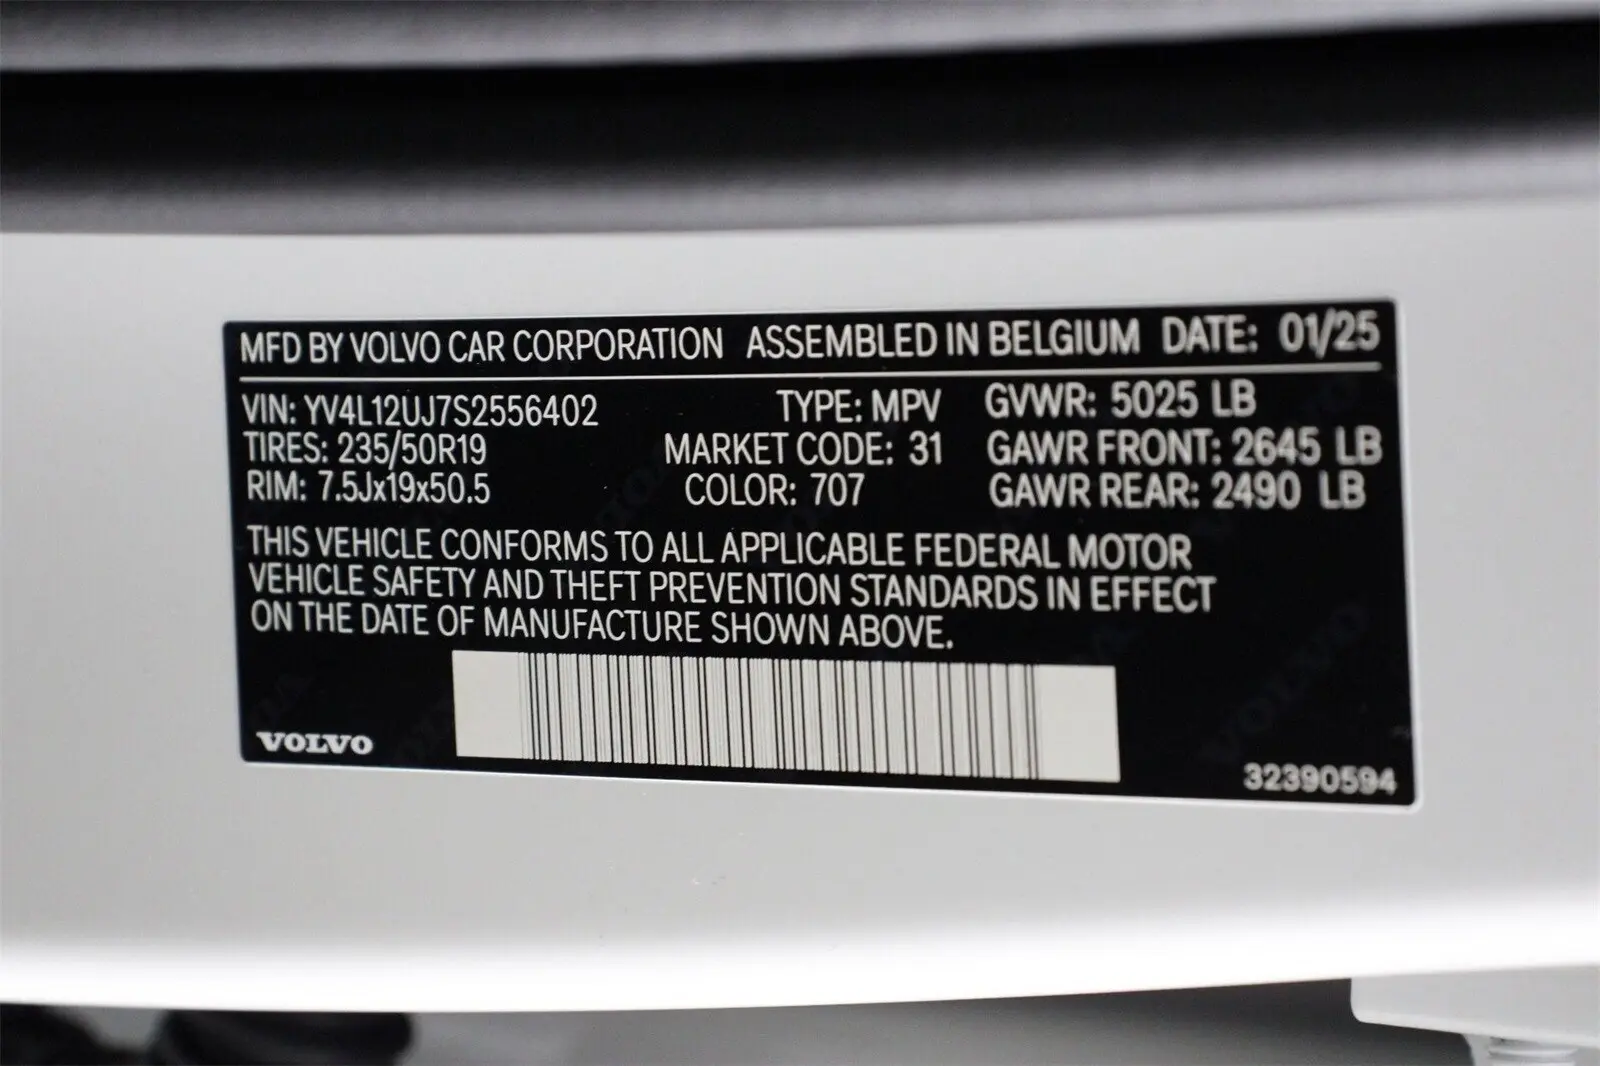 MFD BY VOLVO CAR CORPORATION ASSEMBLED IN BELGIUM DATE: 01/25
VIN: YV4L12UJ7S2556402 TYPE: MPV GVWR: 5025 LB
TIRES: 235/50R19 MARKET CODE: 31 GAWR FRONT: 2645 LB
RIM: 7.5Jx19x50.5 COLOR: 707 GAWR REAR: 2490 LB
THIS VEHICLE CONFORMS TO ALL APPLICABLE FEDERAL MOTOR
VEHICLE SAFETY AND THEFT PREVENTION STANDARDS IN EFFECT
ON THE DATE OF MANUFACTURE SHOWN ABOVE.
VOLVO
32390594